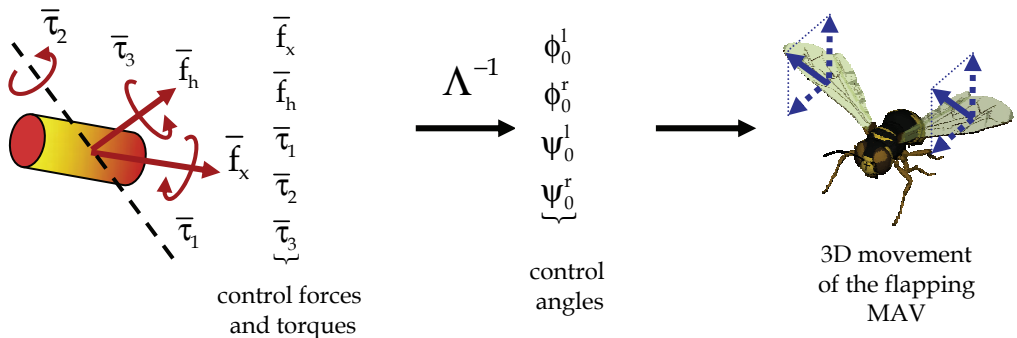 τ̅₂
τ̅₃
f̅ₕ
f̅ₓ
τ̅₁
f̅ₓ
f̅ₕ
τ̅₁
τ̅₂
τ̅₃
control forces
and torques
Λ⁻¹
ϕ₀ˡ
ϕ₀ʳ
ψ₀ˡ
ψ₀ʳ
control
angles
3D movement
of the flapping
MAV